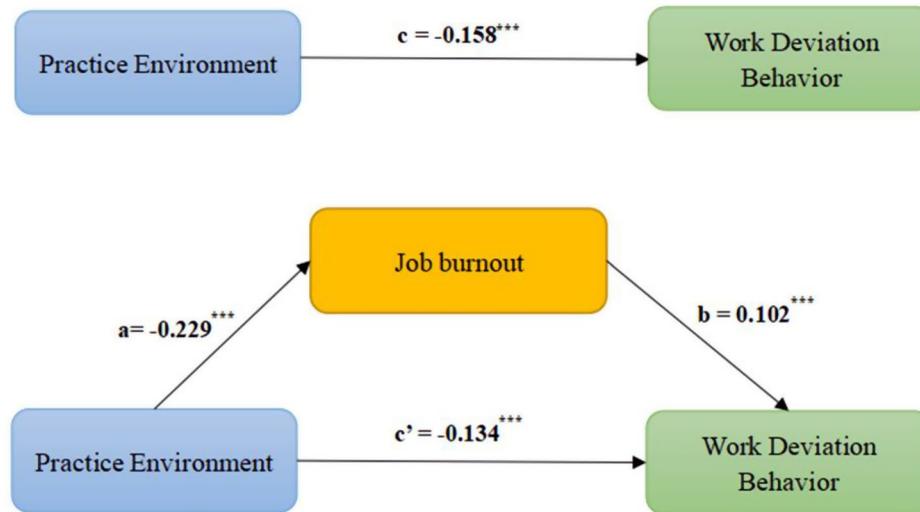 c = -0.158***
Practice Environment
Work Deviation
Behavior
Job burnout
a= -0.229***
b = 0.102***
c’ = -0.134***
Practice Environment
Work Deviation
Behavior